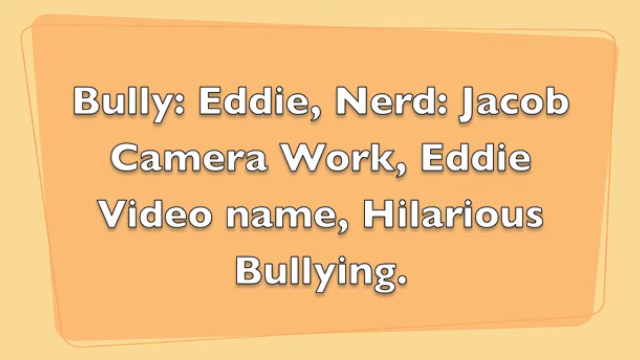 Bully: Eddie, Nerd: Jacob
Camera Work, Eddie
Video name, Hilarious
Bullying.